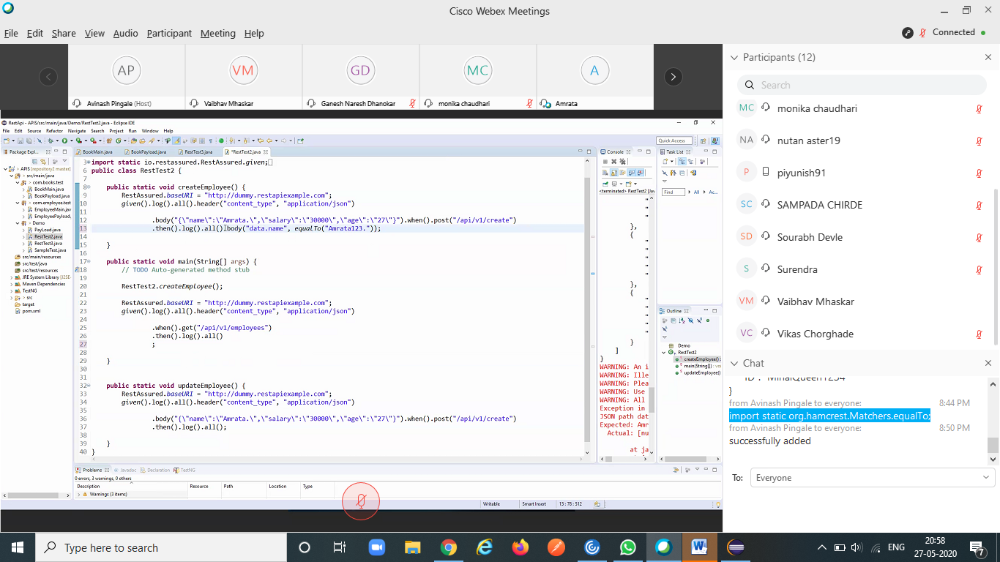 Cisco Webex Meetings
File Edit Share View Audio Participant Meeting Help
Connected
AP
VM
GD
MC
A
Avinash Pingale (Host)
Vaibhav Mhaskar
Ganesh Naresh Dhanokar
monika chaudhari
Amrata
RestApi - APIS/src/main/java/Demo/RestTest2.java - Eclipse IDE
File Edit Source Refactor Navigate Search Project Run Window Help
Quick Access
Package Expl...
APIS [repository2 master]
src/main/java
com.books.test
BookMain.java
BookPayload.java
com.employee.test
EmployeeMain.jav
EmployeePayload.
Demo
PayLoad.java
RestTest2.java
RestTest3.java
SampleTest.java
src/main/resources
src/test/java
src/test/resources
JRE System Library [J2SE-
Maven Dependencies
TestNG
src
target
pom.xml
BookMain.java
BookPayload.java
RestTest3.java
*RestTest2.java
3 import static io.restassured.RestAssured.given;
6 public class RestTest2 {
7
8 public static void createEmployee() {
9 RestAssured.baseURI = "http://dummy.restapiexample.com";
10 given().log().all().header("content_type", "application/json")
11
12 .body("{\"name\":\"Amrata.\",\"salary\":\"30000\",\"age\":\"27\"}").when().post("/api/v1/create")
13 .then().log().all()body("data.name", equalTo("Amrata123."));
14
15 }
16
17 public static void main(String[] args) {
18 // TODO Auto-generated method stub
19
20 RestTest2.createEmployee();
21
22 RestAssured.baseURI = "http://dummy.restapiexample.com";
23 given().log().all().header("content_type", "application/json")
24
25 .when().get("/api/v1/employees")
26 .then().log().all()
27 ;
28
29 }
30
31
32 public static void updateEmployee() {
33 RestAssured.baseURI = "http://dummy.restapiexample.com";
34 given().log().all().header("content_type", "application/json")
35
36 .body("{\"name\":\"Amrata.\",\"salary\":\"30000\",\"age\":\"27\"}").when().post("/api/v1/create")
37 .then().log().all();
38
39 }
40 }
Console
<terminated> RestTest2 [Java
"
"
"
},
{
"
"
"
"
"
},
{
"
"
"
"
"
}
]
}
WARNING: An i
WARNING: Ille
WARNING: Plea
WARNING: Use
WARNING: All
Exception in
JSON path dat
Expected: Amr
Actual: [nu
at ja
Task List
Find
All
Ac...
Outline
Demo
RestTest2
createEmployee() :
main(String[]) : vo
updateEmployee()
Problems Javadoc Declaration TestNG
0 errors, 3 warnings, 0 others
Description Resource Path Location Type
Warnings (3 items)
Writable Smart Insert 13 : 78 : 512
Participants (12)
Search
MC monika chaudhari
NA nutan aster19
P piyunish91
SC SAMPADA CHIRDE
SD Sourabh Devle
S Surendra
VM Vaibhav Mhaskar
VC Vikas Chorghade
Chat
}
from Avinash Pingale to everyone: 8:44 PM
import static org.hamcrest.Matchers.equalTo;
from Avinash Pingale to everyone: 8:50 PM
successfully added
To: Everyone
Type here to search
ENG
20:58
27-05-2020
7